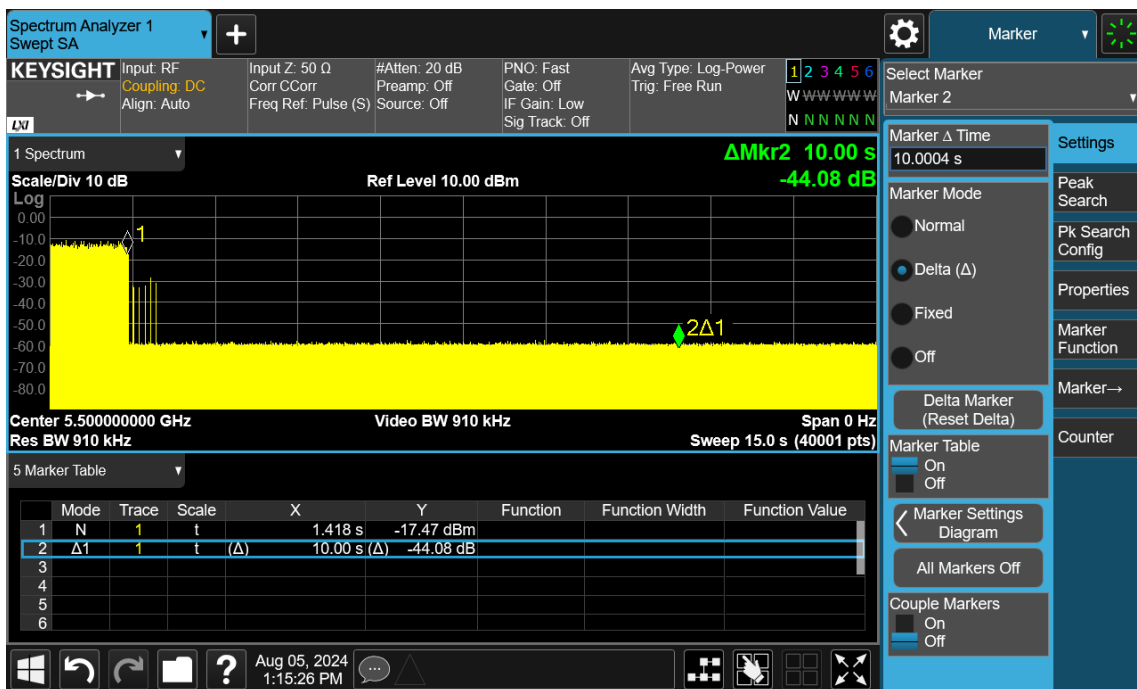 Spectrum Analyzer 1
Swept SA
Marker
KEYSIGHT
LXI
Input: RF
Coupling: DC
Align: Auto
Input Z: 50 Ω
Corr CCorr
Freq Ref: Pulse (S)
#Atten: 20 dB
Preamp: Off
Source: Off
PNO: Fast
Gate: Off
IF Gain: Low
Sig Track: Off
Avg Type: Log-Power
Trig: Free Run
1 2 3 4 5 6
W W W W W W
N N N N N N
Select Marker
Marker 2
1 Spectrum
ΔMkr2 10.00 s
-44.08 dB
Scale/Div 10 dB
Ref Level 10.00 dBm
Log
0.00
-10.0
-20.0
-30.0
-40.0
-50.0
-60.0
-70.0
-80.0
1
2Δ1
Center 5.500000000 GHz
Video BW 910 kHz
Span 0 Hz
Res BW 910 kHz
Sweep 15.0 s (40001 pts)
5 Marker Table
Mode Trace Scale X Y Function Function Width Function Value
1 N 1 t 1.418 s -17.47 dBm
2 Δ1 1 t (Δ) 10.00 s (Δ) -44.08 dB
3
4
5
6
Marker Δ Time
10.0004 s
Marker Mode
Normal
Delta (Δ)
Fixed
Off
Delta Marker
(Reset Delta)
Marker Table
On
Off
Marker Settings
Diagram
All Markers Off
Couple Markers
On
Off
Settings
Peak
Search
Pk Search
Config
Properties
Marker
Function
Marker→
Counter
?
Aug 05, 2024
1:15:26 PM